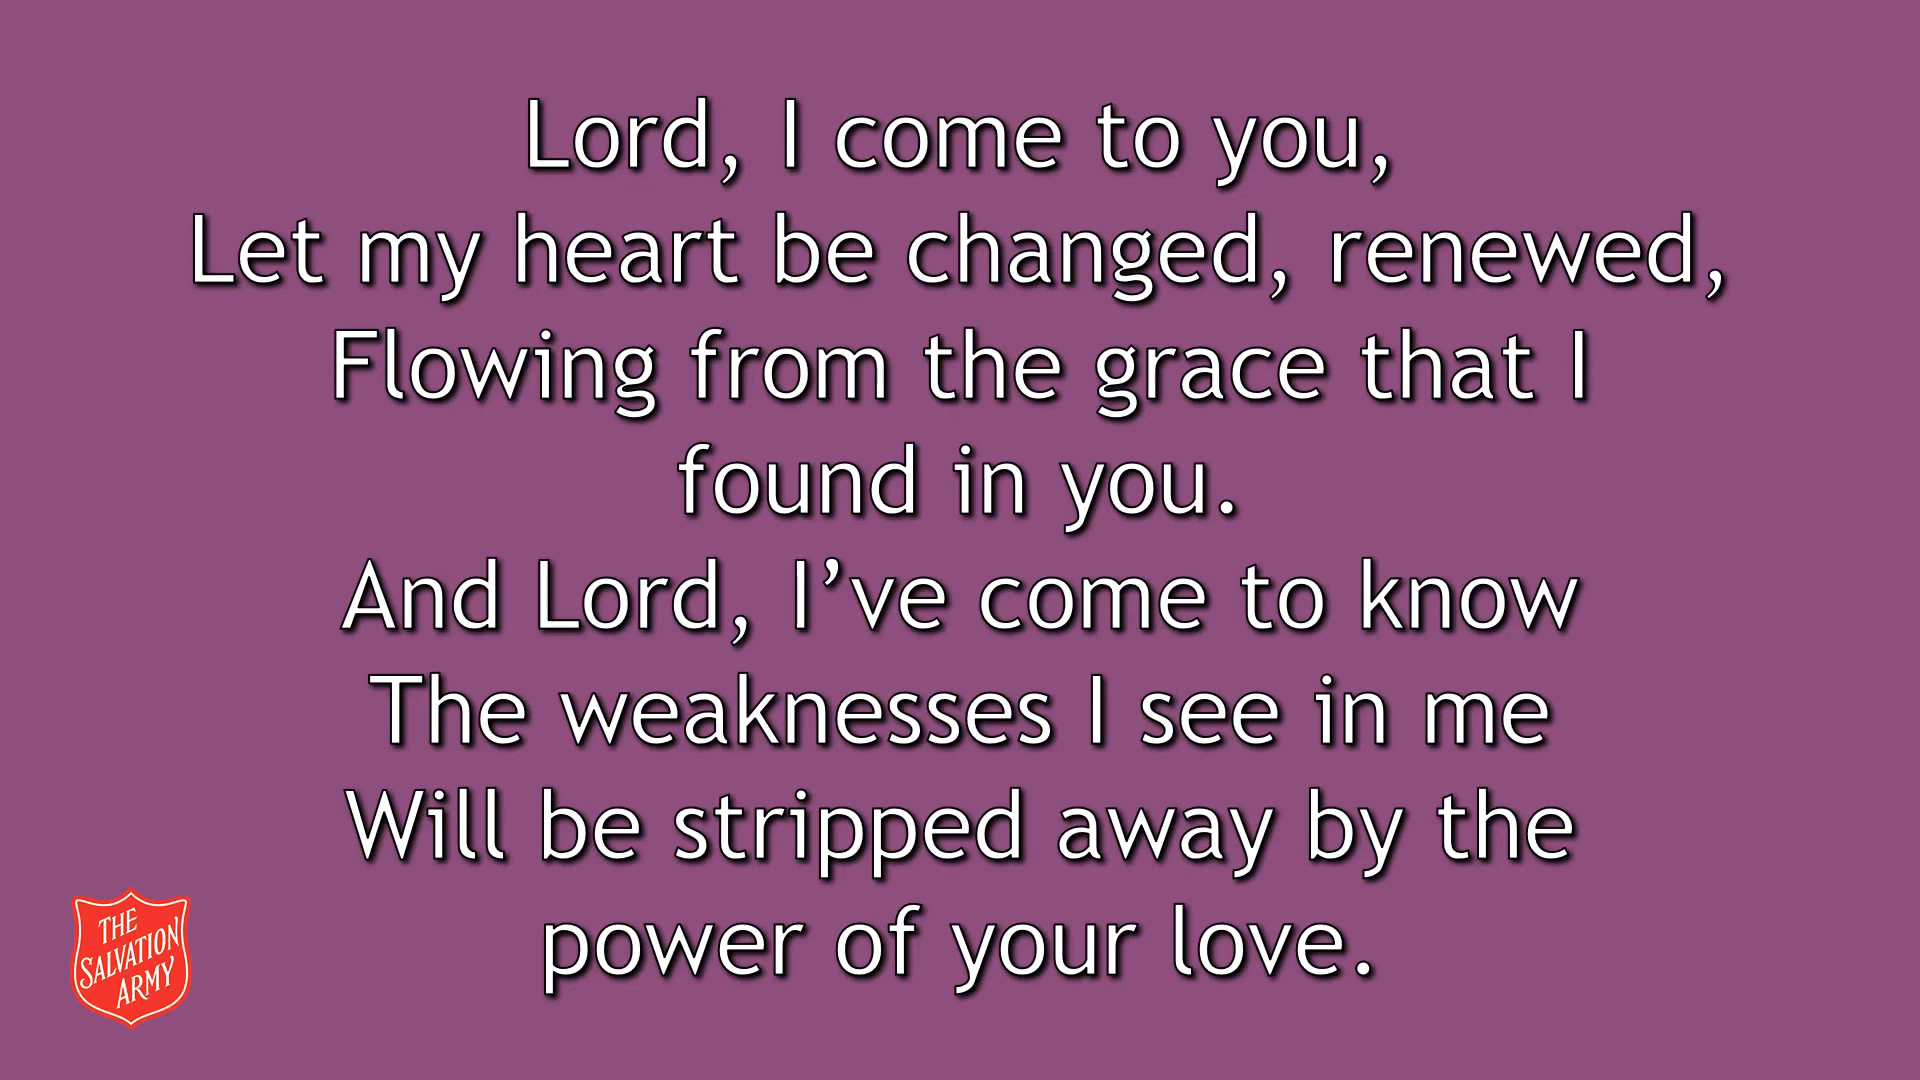 Lord, I come to you,
Let my heart be changed, renewed,
Flowing from the grace that I
found in you.
And Lord, I’ve come to know
The weaknesses I see in me
Will be stripped away by the
power of your love.
THE
SALVATION
ARMY